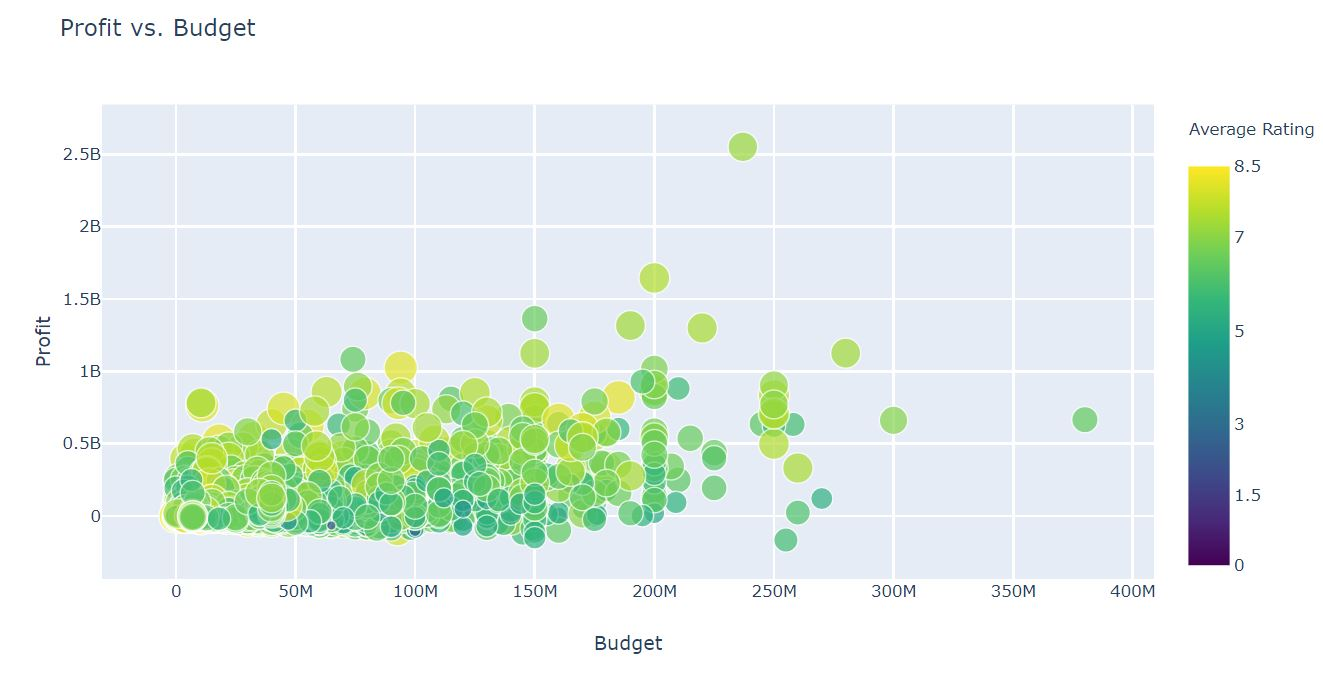 Profit vs. Budget
Average Rating
8.5
7
5
3
1.5
0
Profit
2.5B
2B
1.5B
1B
0.5B
0
0
50M
100M
150M
200M
250M
300M
350M
400M
Budget